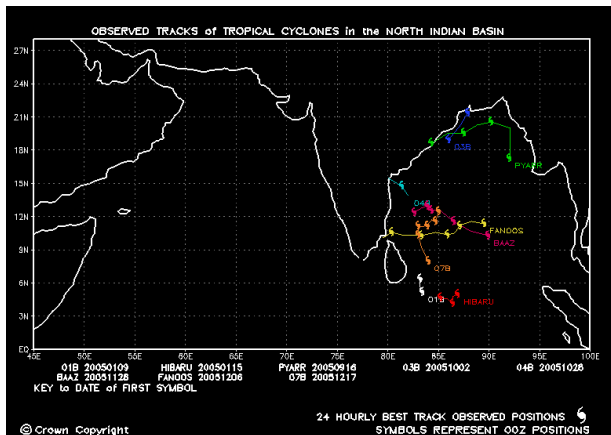 OBSERVED TRACKS of TROPICAL CYCLONES in the NORTH INDIAN BASIN
27N
24N
21N
18N
15N
12N
9N
6N
3N
EQ
03B
PYARR
04B
FANOOS
BAAZ
07B
01B
HIBARU
45E 50E 55E 60E 65E 70E 75E 80E 85E 90E 95E 100E
01B 20050109 HIBARU 20050115 PYARR 20050916 03B 20051002 04B 20051028
BAAZ 20051128 FANOOS 20051206 07B 20051217
KEY to DATE of FIRST SYMBOL
24 HOURLY BEST TRACK OBSERVED POSITIONS
© Crown Copyright SYMBOLS REPRESENT 00Z POSITIONS